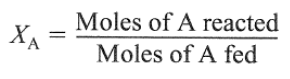 X_A = Moles of A reacted / Moles of A fed